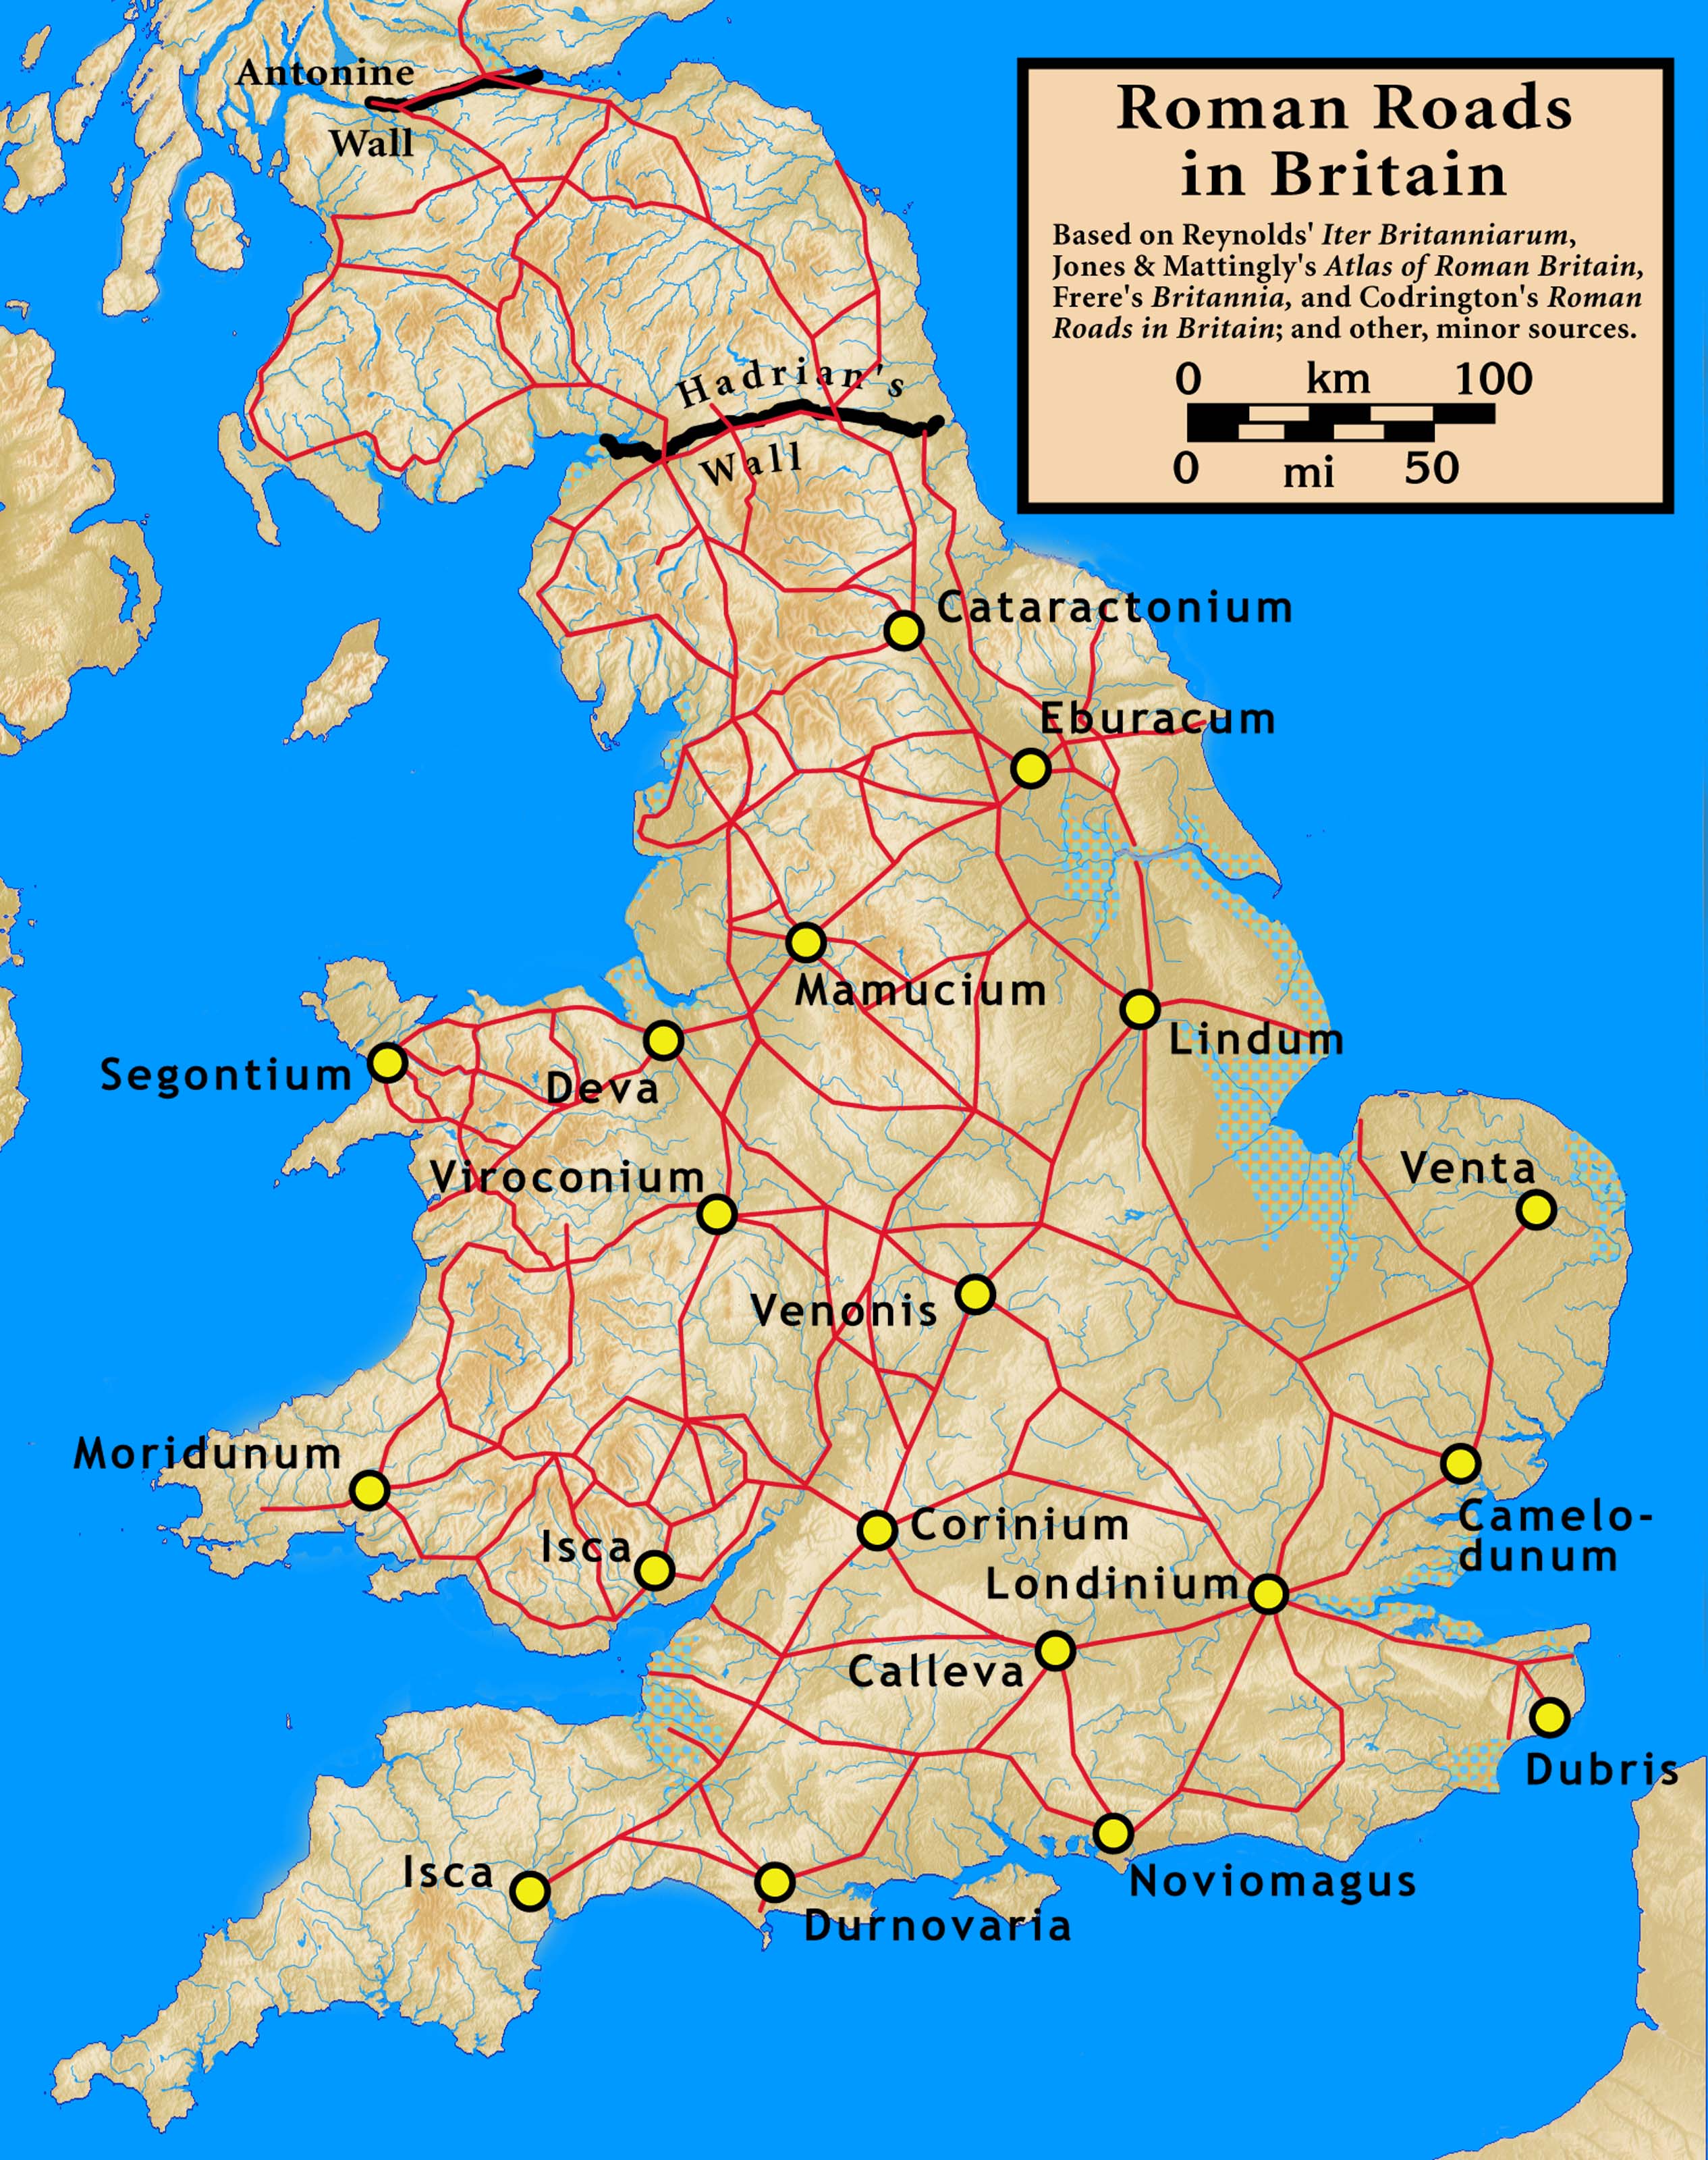 Antonine
Wall
Roman Roads
in Britain
Based on Reynolds' Iter Britanniarum,
Jones & Mattingly's Atlas of Roman Britain,
Frere's Britannia, and Codrington's Roman
Roads in Britain; and other, minor sources.
0 km 100
0 mi 50
Hadrian's
Wall
Cataractonium
Eburacum
Mamucium
Lindum
Segontium
Deva
Viroconium
Venta
Venonis
Moridunum
Isca
Corinium
Camelo-
dunum
Londinium
Calleva
Dubris
Isca
Noviomagus
Durnovaria